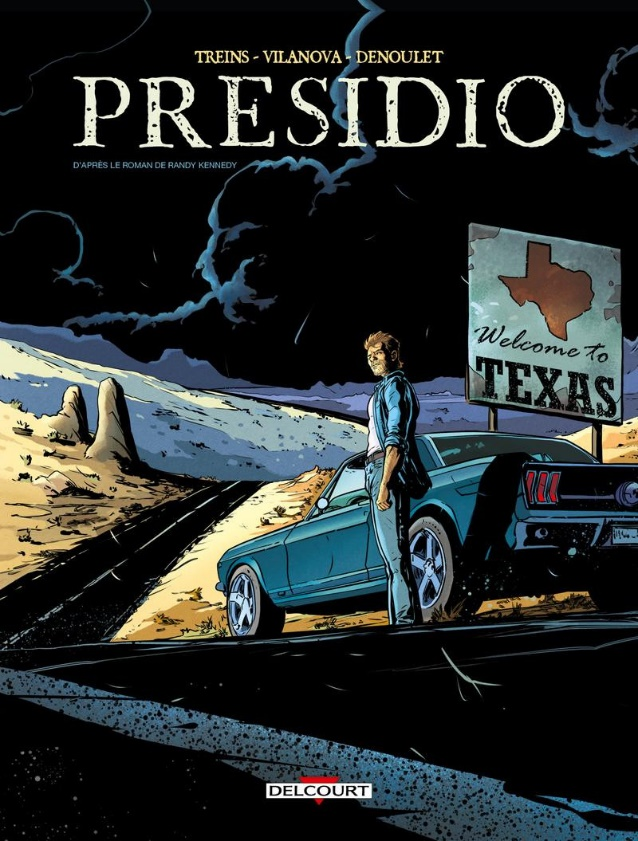 TREINS - VILANOVA - DENOULET
PRESIDIO
D'APRÈS LE ROMAN DE RANDY KENNEDY
Welcome to
TEXAS
DELCOURT